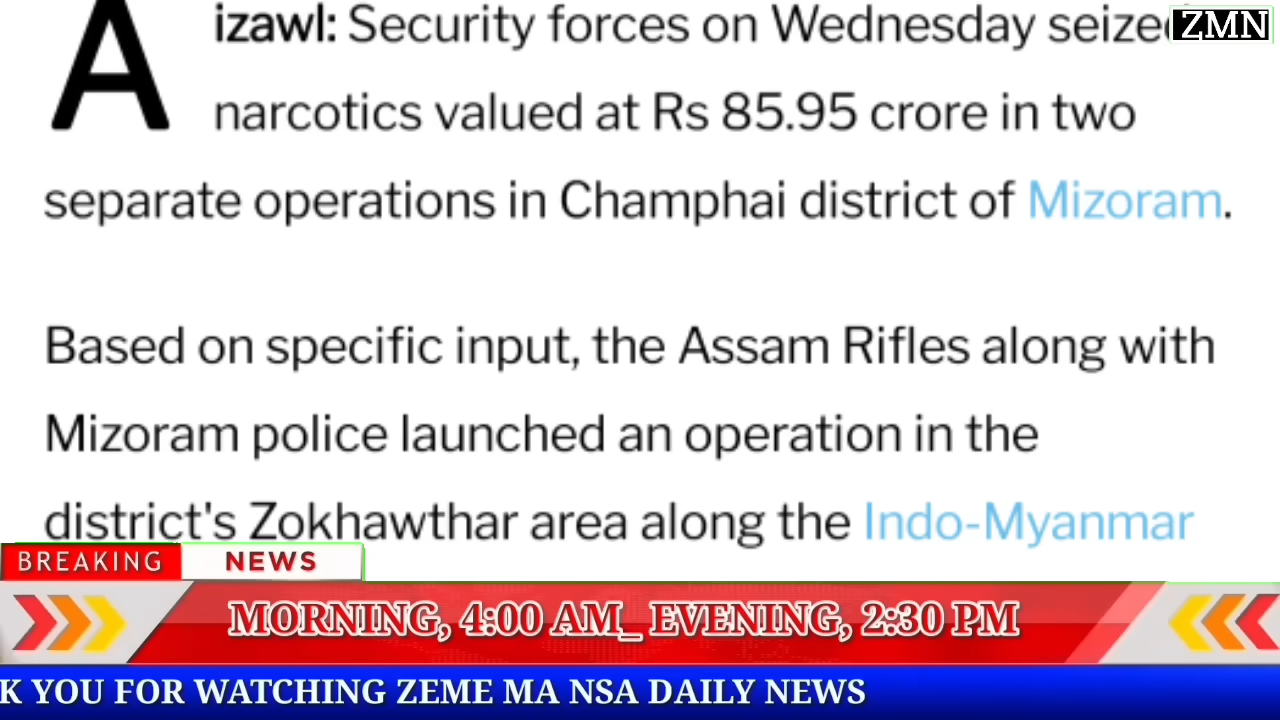 Aizawl: Security forces on Wednesday seized
ZMN
narcotics valued at Rs 85.95 crore in two
separate operations in Champhai district of Mizoram.
Based on specific input, the Assam Rifles along with
Mizoram police launched an operation in the
district's Zokhawthar area along the Indo-Myanmar
BREAKING NEWS
MORNING, 4:00 AM_ EVENING, 2:30 PM
K YOU FOR WATCHING ZEME MA NSA DAILY NEWS